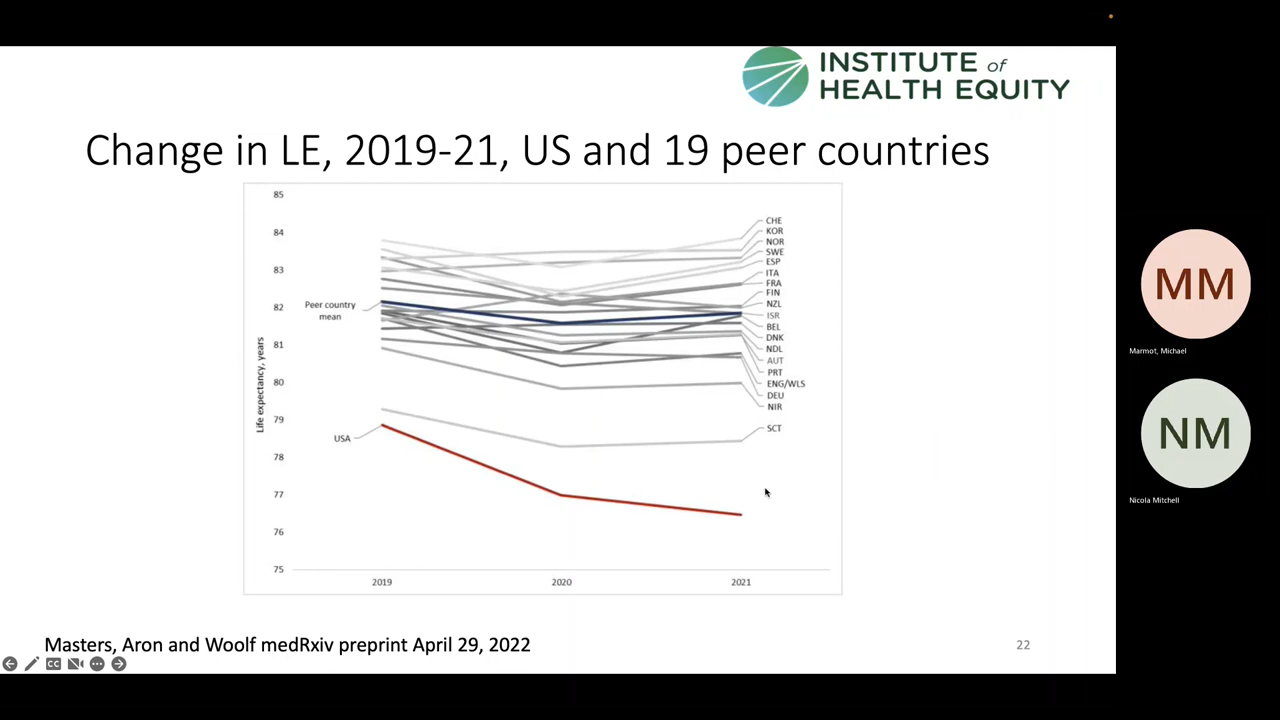 INSTITUTE of
HEALTH EQUITY
Change in LE, 2019-21, US and 19 peer countries
85
84
83
82
81
80
79
78
77
76
75
Life expectancy, years
Peer country
mean
USA
CHE
KOR
NOR
SWE
ESP
ITA
FRA
FIN
NZL
ISR
BEL
DNK
NDL
AUT
PRT
ENG/WLS
DEU
NIR
SCT
2019
2020
2021
Masters, Aron and Woolf medRxiv preprint April 29, 2022
22
CC
MM
Marmot, Michael
NM
Nicola Mitchell